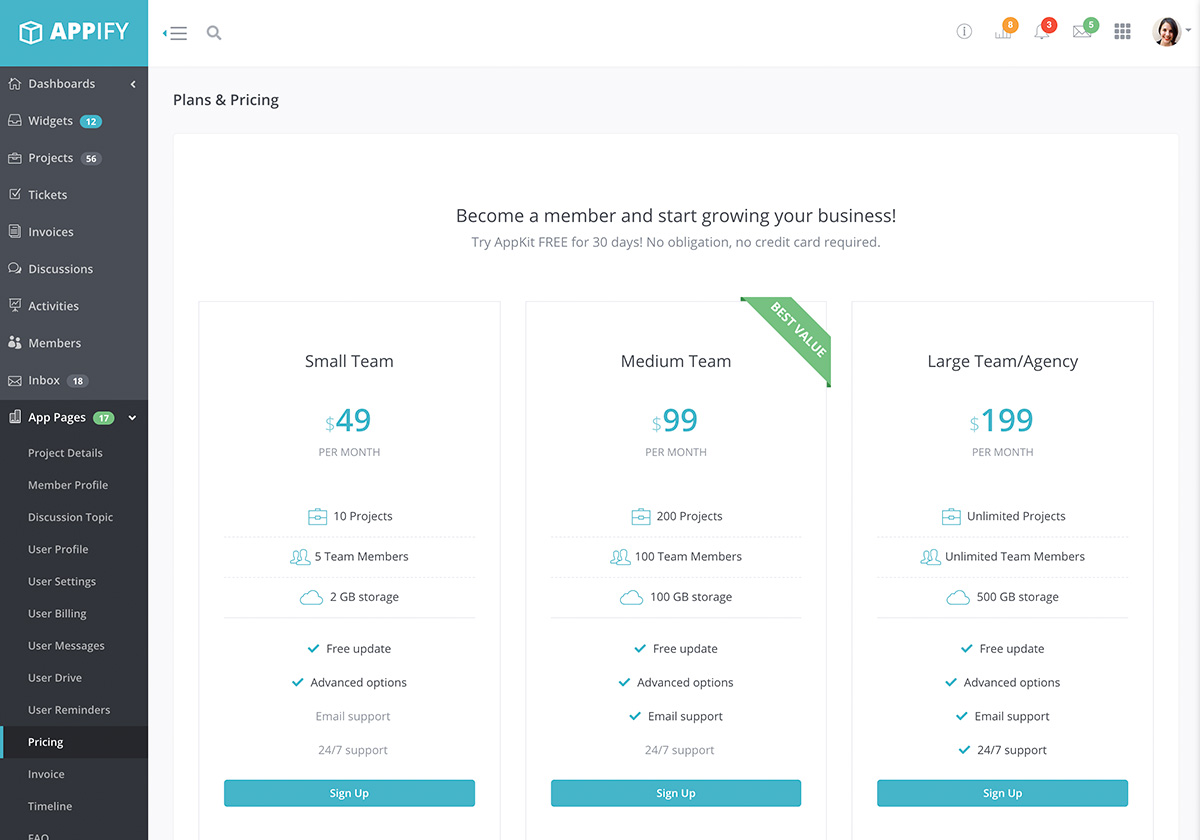 APPIFY
8
3
5
Dashboards
Widgets 12
Projects 56
Tickets
Invoices
Discussions
Activities
Members
Inbox 18
App Pages 17
Project Details
Member Profile
Discussion Topic
User Profile
User Settings
User Billing
User Messages
User Drive
User Reminders
Pricing
Invoice
Timeline
FAQ
Plans & Pricing
Become a member and start growing your business!
Try AppKit FREE for 30 days! No obligation, no credit card required.
Small Team
$49
PER MONTH
10 Projects
5 Team Members
2 GB storage
Free update
Advanced options
Email support
24/7 support
Sign Up
BEST VALUE
Medium Team
$99
PER MONTH
200 Projects
100 Team Members
100 GB storage
Free update
Advanced options
Email support
24/7 support
Sign Up
Large Team/Agency
$199
PER MONTH
Unlimited Projects
Unlimited Team Members
500 GB storage
Free update
Advanced options
Email support
24/7 support
Sign Up